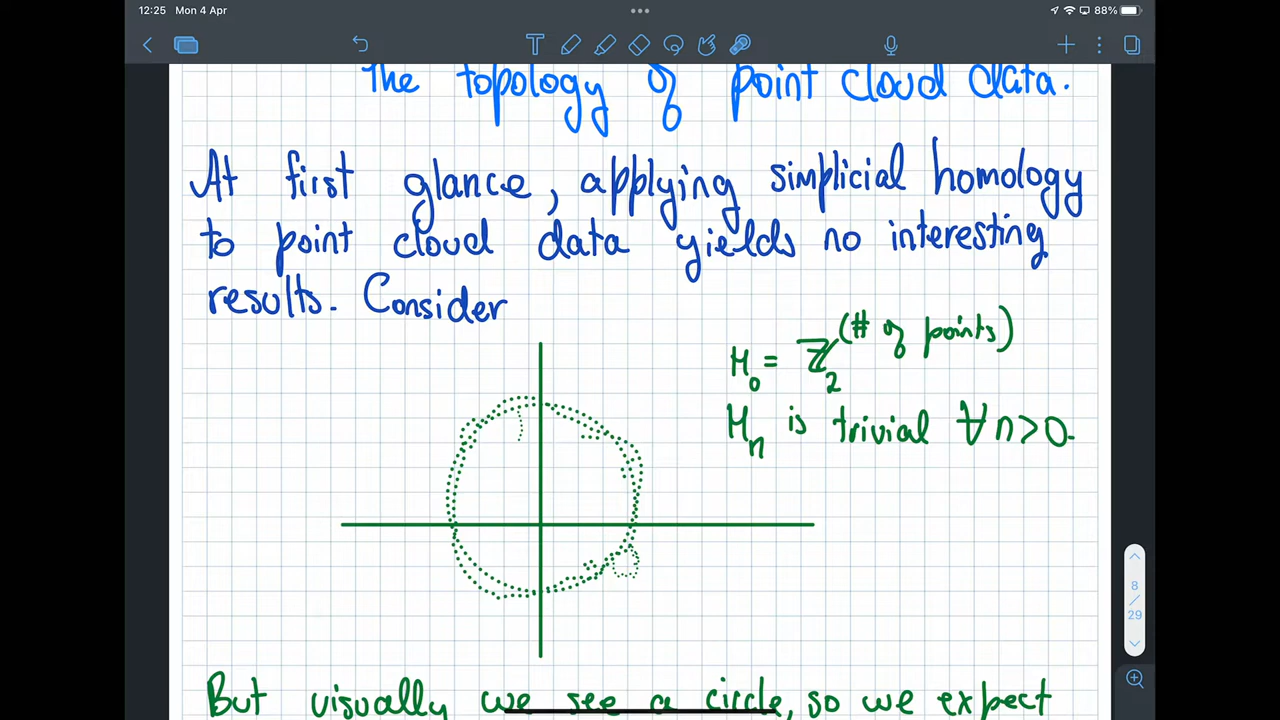 12:25 Mon 4 Apr
88%
The topology of point cloud data.
At first glance, applying simplicial homology
to point cloud data yields no interesting
results. Consider
H₀ = ℤ₂^(# of points)
Hₙ is trivial ∀n>0.
8
/
29
But visually we see a circle, so we expect